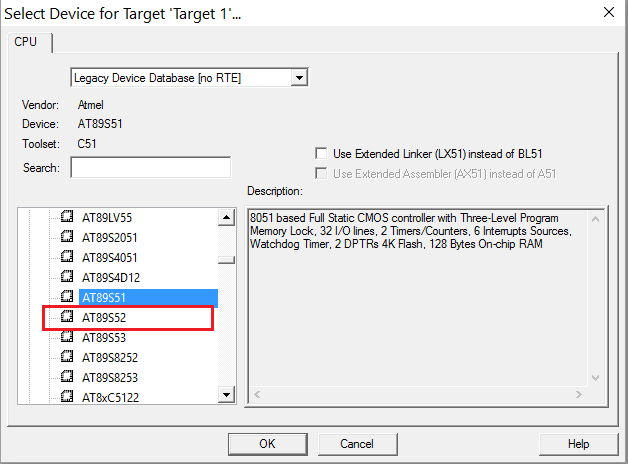 Select Device for Target 'Target 1'...
CPU
Legacy Device Database [no RTE]
Vendor: Atmel
Device: AT89S51
Toolset: C51
Search:
Use Extended Linker (LX51) instead of BL51
Use Extended Assembler (AX51) instead of A51
Description:
AT89LV55
AT89S2051
AT89S4051
AT89S4D12
AT89S51
AT89S52
AT89S53
AT89S8252
AT89S8253
AT8xC5122
8051 based Full Static CMOS controller with Three-Level Program
Memory Lock, 32 I/O lines, 2 Timers/Counters, 6 Interrupts Sources,
Watchdog Timer, 2 DPTRs 4K Flash, 128 Bytes On-chip RAM
OK
Cancel
Help